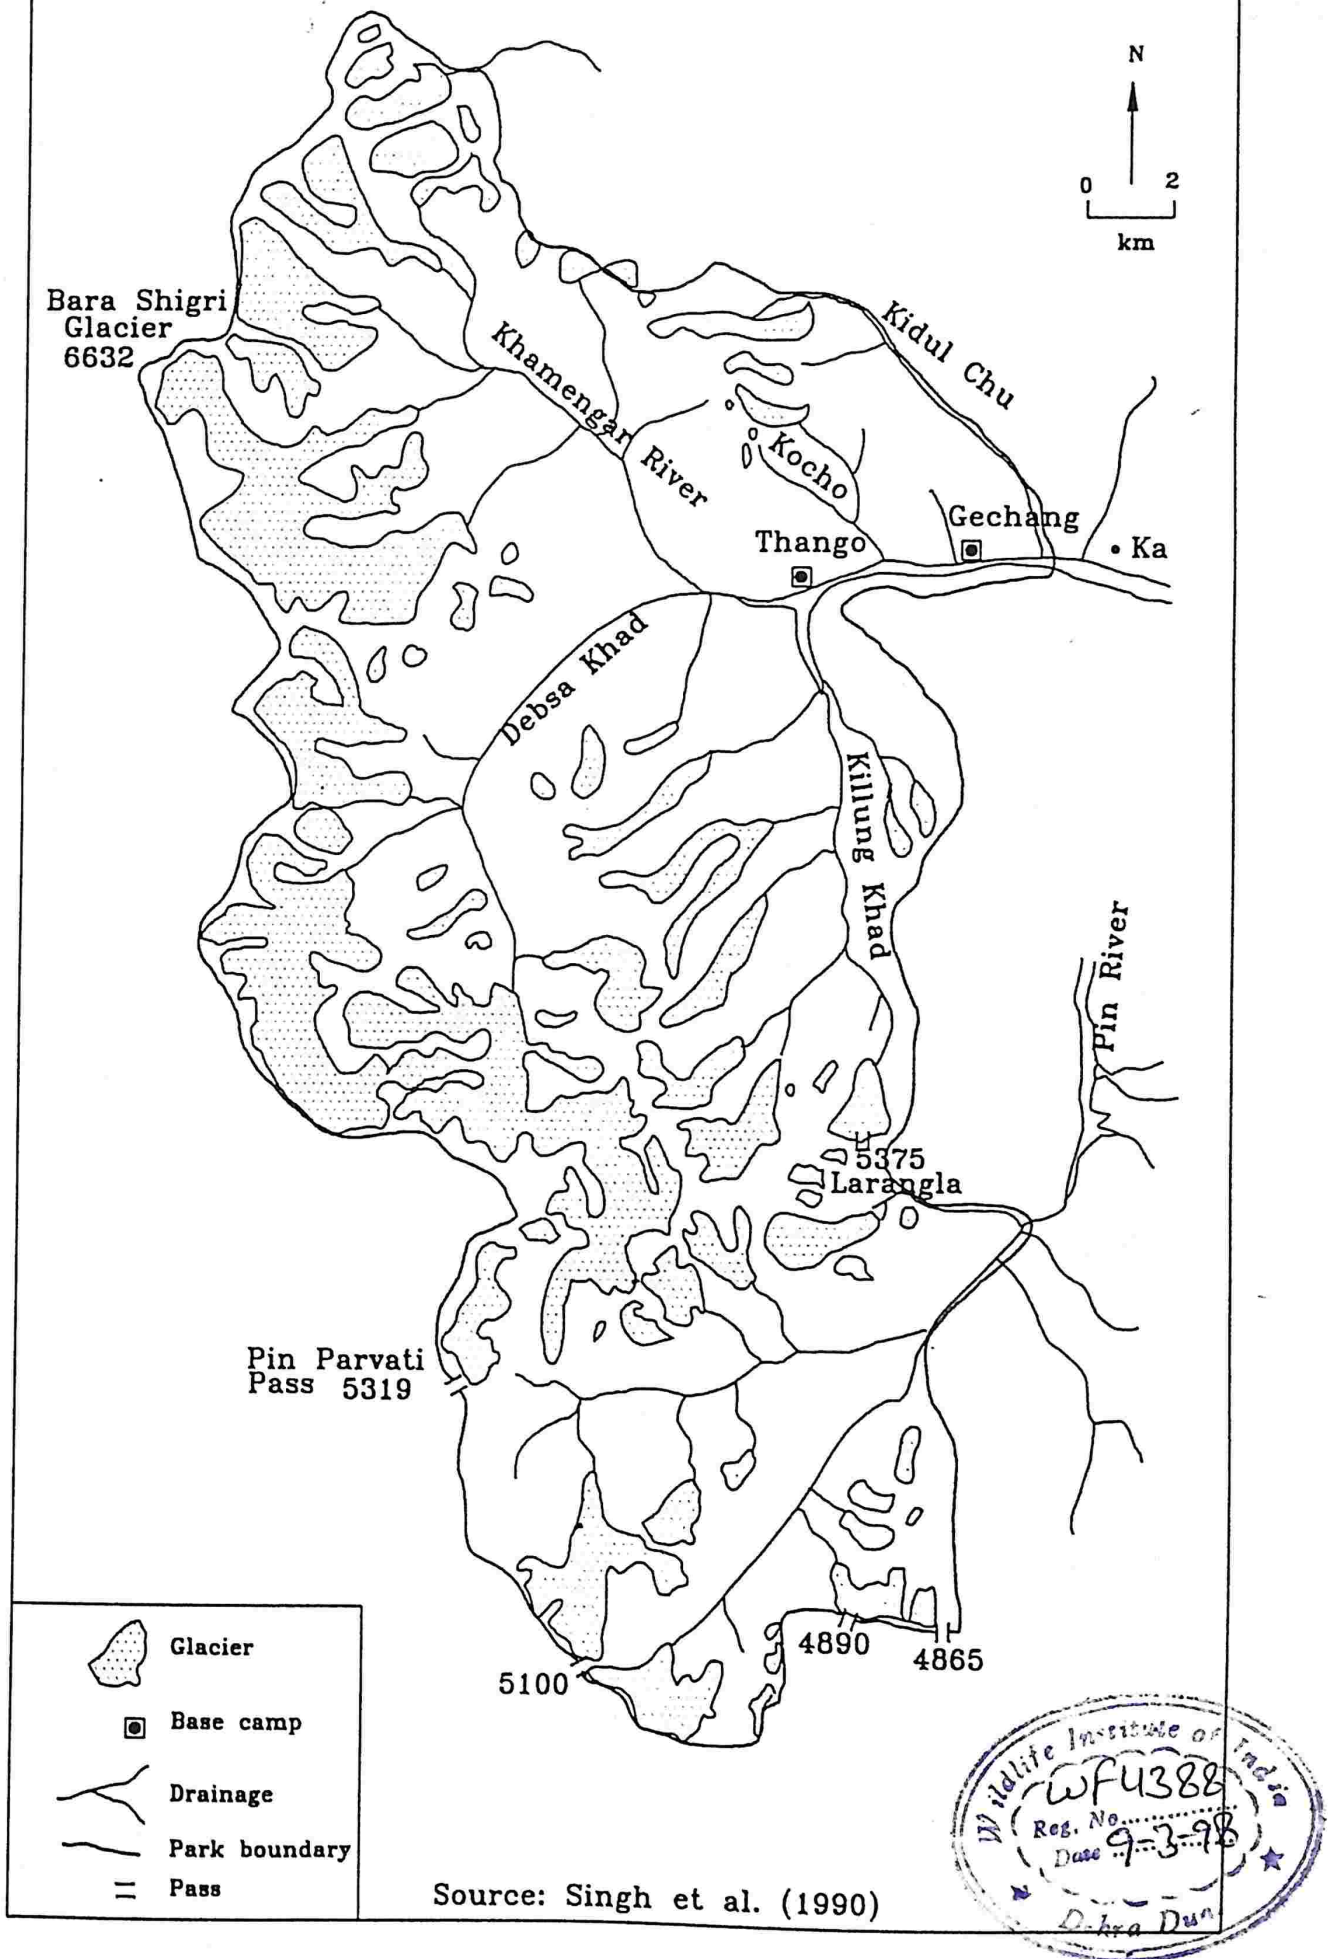 N
0 2
km
Bara Shigri
Glacier
6632
Kidul Chu
Khamengar River
Kocho
Gechang
Thango
Ka
Debsa Khad
Killung Khad
Pin River
5375
Larangla
Pin Parvati
Pass 5319
4890
4865
5100
Glacier
Base camp
Drainage
Park boundary
Pass
Source: Singh et al. (1990)
Wildlife Institute of India
WF4388
Reg. No.
Date 9-3-98
Dehra Dun